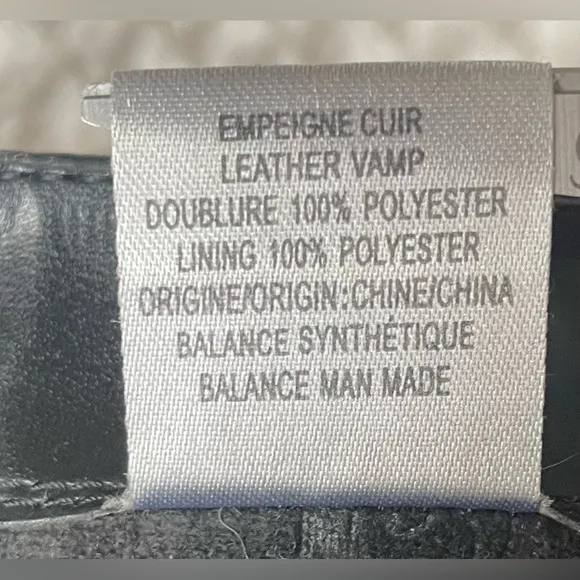 EMPEIGNE CUIR
LEATHER VAMP
DOUBLURE 100% POLYESTER
LINING 100% POLYESTER
ORIGINE/ORIGIN:CHINE/CHINA
BALANCE SYNTHÉTIQUE
BALANCE MAN MADE